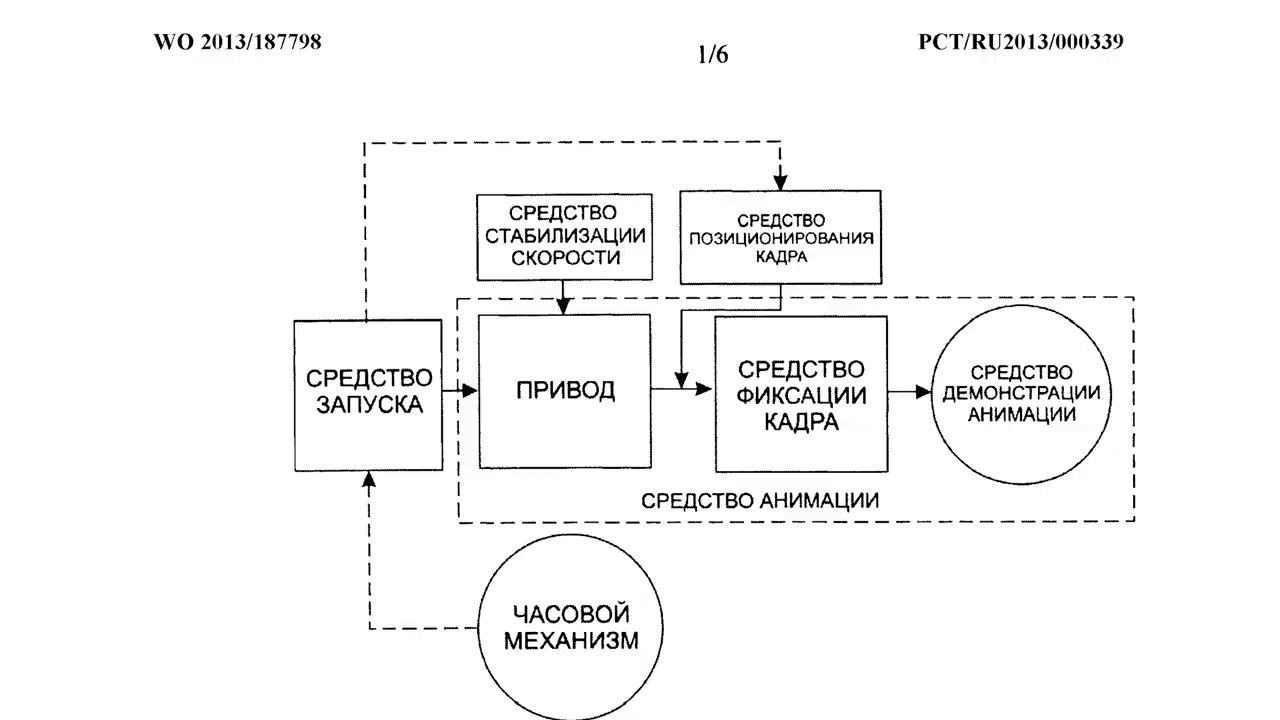 WO 2013/187798
1/6
PCT/RU2013/000339
СРЕДСТВО
СТАБИЛИЗАЦИИ
СКОРОСТИ
СРЕДСТВО
ПОЗИЦИОНИРОВАНИЯ
КАДРА
СРЕДСТВО
ЗАПУСКА
ПРИВОД
СРЕДСТВО
ФИКСАЦИИ
КАДРА
СРЕДСТВО
ДЕМОНСТРАЦИИ
АНИМАЦИИ
СРЕДСТВО АНИМАЦИИ
ЧАСОВОЙ
МЕХАНИЗМ